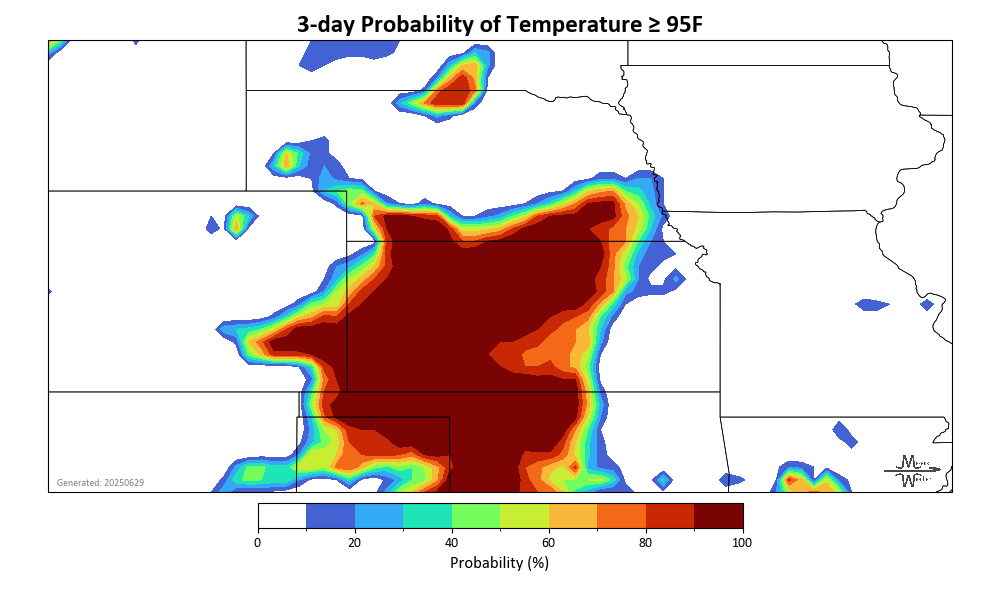 3-day Probability of Temperature ≥ 95F
Generated: 20250629
0 20 40 60 80 100
Probability (%)